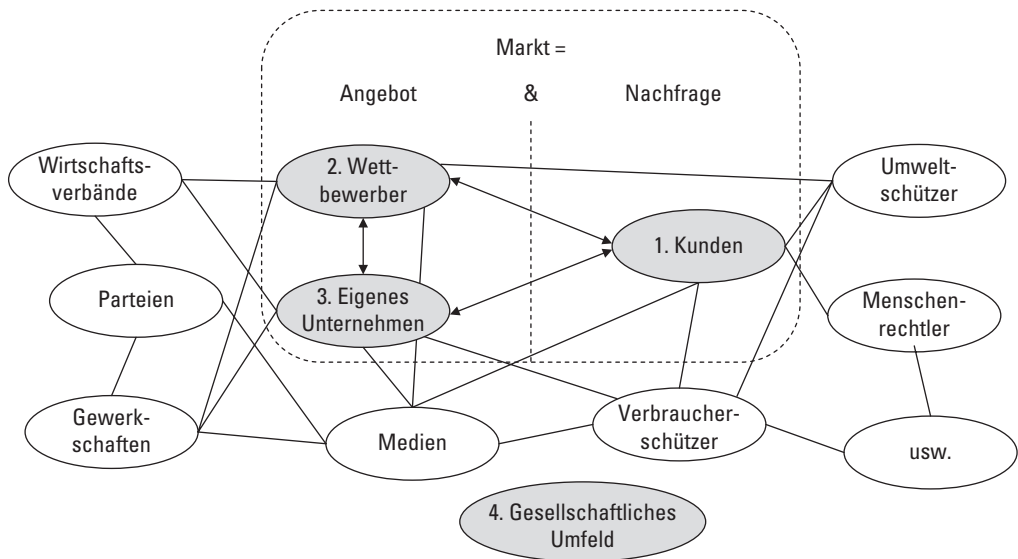 Markt =
Angebot & Nachfrage
Wirtschafts-
verbände
2. Wett-
bewerber
Umwelt-
schützer
1. Kunden
Parteien
3. Eigenes
Unternehmen
Menschen-
rechtler
Gewerk-
schaften
Medien
Verbraucher-
schützer
usw.
4. Gesellschaftliches
Umfeld